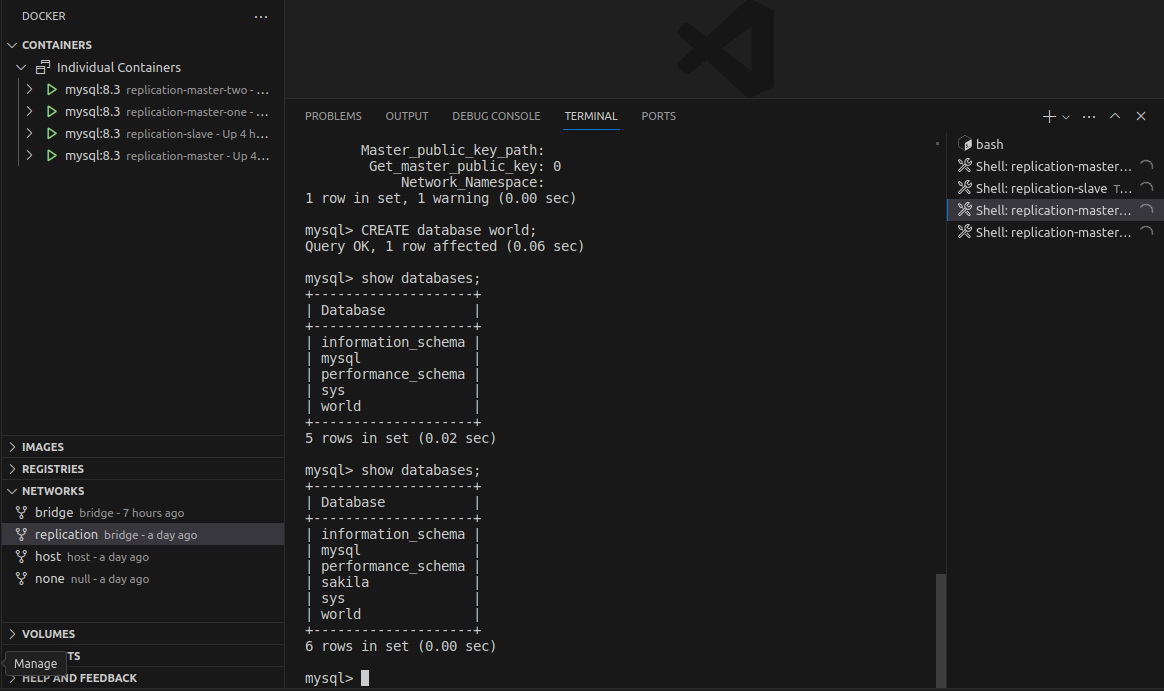 DOCKER
CONTAINERS
Individual Containers
mysql:8.3 replication-master-two - ...
mysql:8.3 replication-master-one - ...
mysql:8.3 replication-slave - Up 4 h...
mysql:8.3 replication-master - Up 4...
IMAGES
REGISTRIES
NETWORKS
bridge bridge - 7 hours ago
replication bridge - a day ago
host host - a day ago
none null - a day ago
VOLUMES
TS
Manage
HELP AND FEEDBACK
PROBLEMS OUTPUT DEBUG CONSOLE TERMINAL PORTS
Master_public_key_path:
Get_master_public_key: 0
Network_Namespace:
1 row in set, 1 warning (0.00 sec)
mysql> CREATE database world;
Query OK, 1 row affected (0.06 sec)
mysql> show databases;
+--------------------+
| Database           |
+--------------------+
| information_schema |
| mysql              |
| performance_schema |
| sys                |
| world              |
+--------------------+
5 rows in set (0.02 sec)
mysql> show databases;
+--------------------+
| Database           |
+--------------------+
| information_schema |
| mysql              |
| performance_schema |
| sakila             |
| sys                |
| world              |
+--------------------+
6 rows in set (0.00 sec)
mysql>
bash
Shell: replication-master...
Shell: replication-slave T...
Shell: replication-master...
Shell: replication-master...